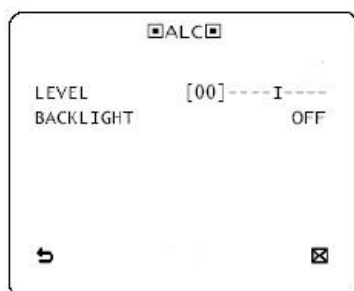 ▣ALC▣
LEVEL [00]----I----
BACKLIGHT OFF